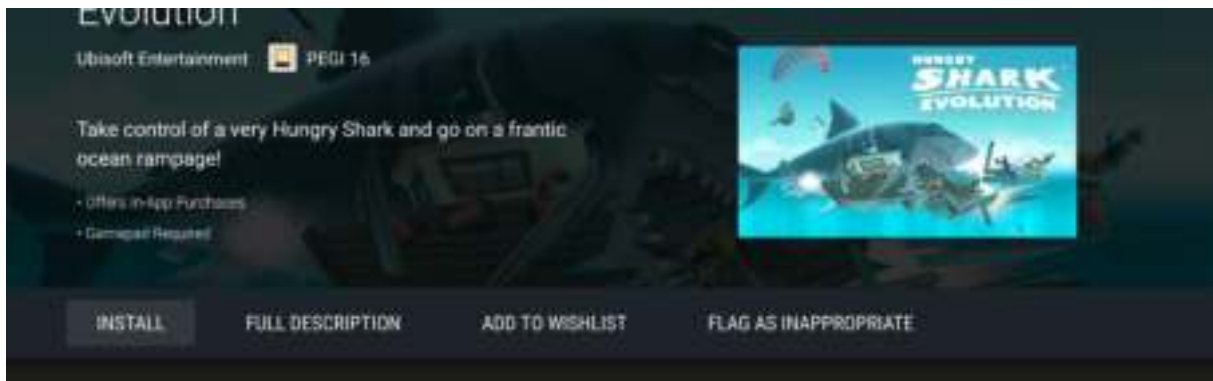 Evolution
Ubisoft Entertainment PEGI 16
Take control of a very Hungry Shark and go on a frantic
ocean rampage!
• Offers In-App Purchases
• Gamepad Required
HUNGRY
SHARK
EVOLUTION
INSTALL FULL DESCRIPTION ADD TO WISHLIST FLAG AS INAPPROPRIATE